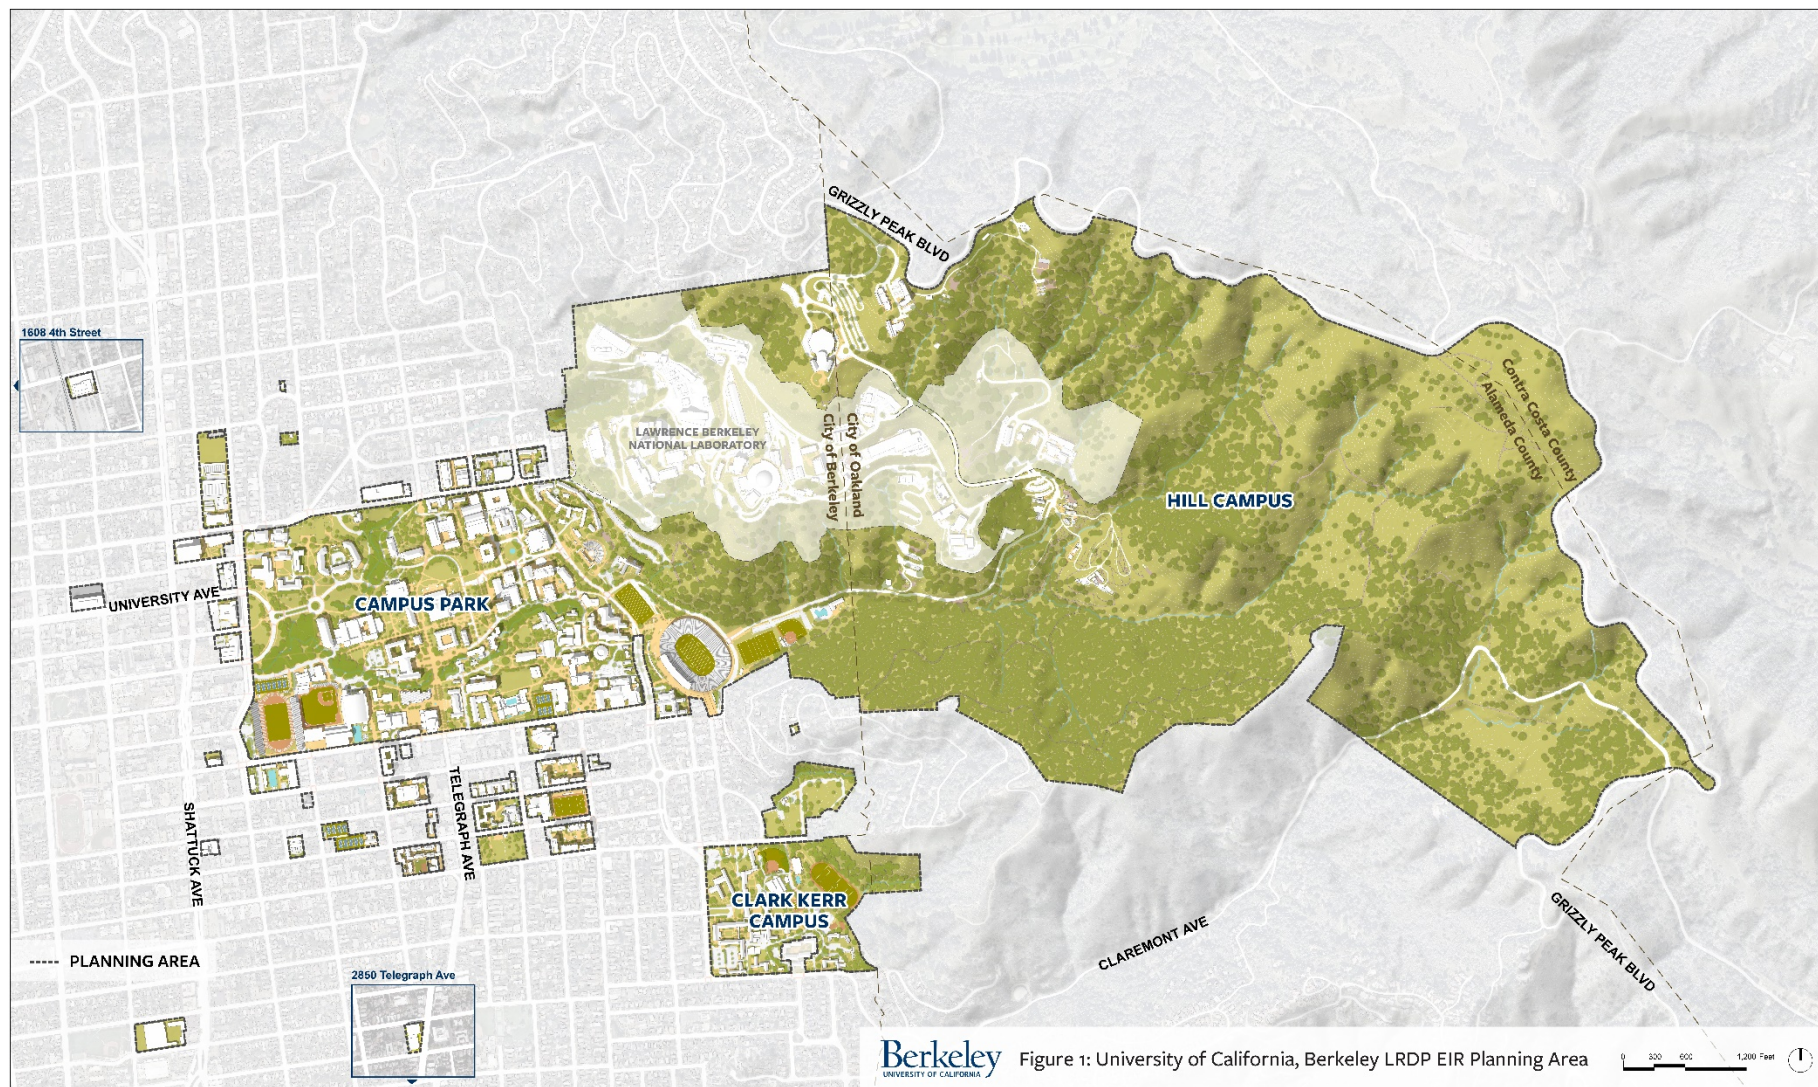 GRIZZLY PEAK BLVD
1608 4th Street
Contra Costa County
Alameda County
LAWRENCE BERKELEY
NATIONAL LABORATORY
City of Oakland
City of Berkeley
HILL CAMPUS
UNIVERSITY AVE
CAMPUS PARK
TELEGRAPH AVE
SHATTUCK AVE
CLARK KERR
CAMPUS
CLAREMONT AVE
GRIZZLY PEAK BLVD
PLANNING AREA
2850 Telegraph Ave
Berkeley
UNIVERSITY OF CALIFORNIA
Figure 1: University of California, Berkeley LRDP EIR Planning Area
0 300 600 1,200 Feet